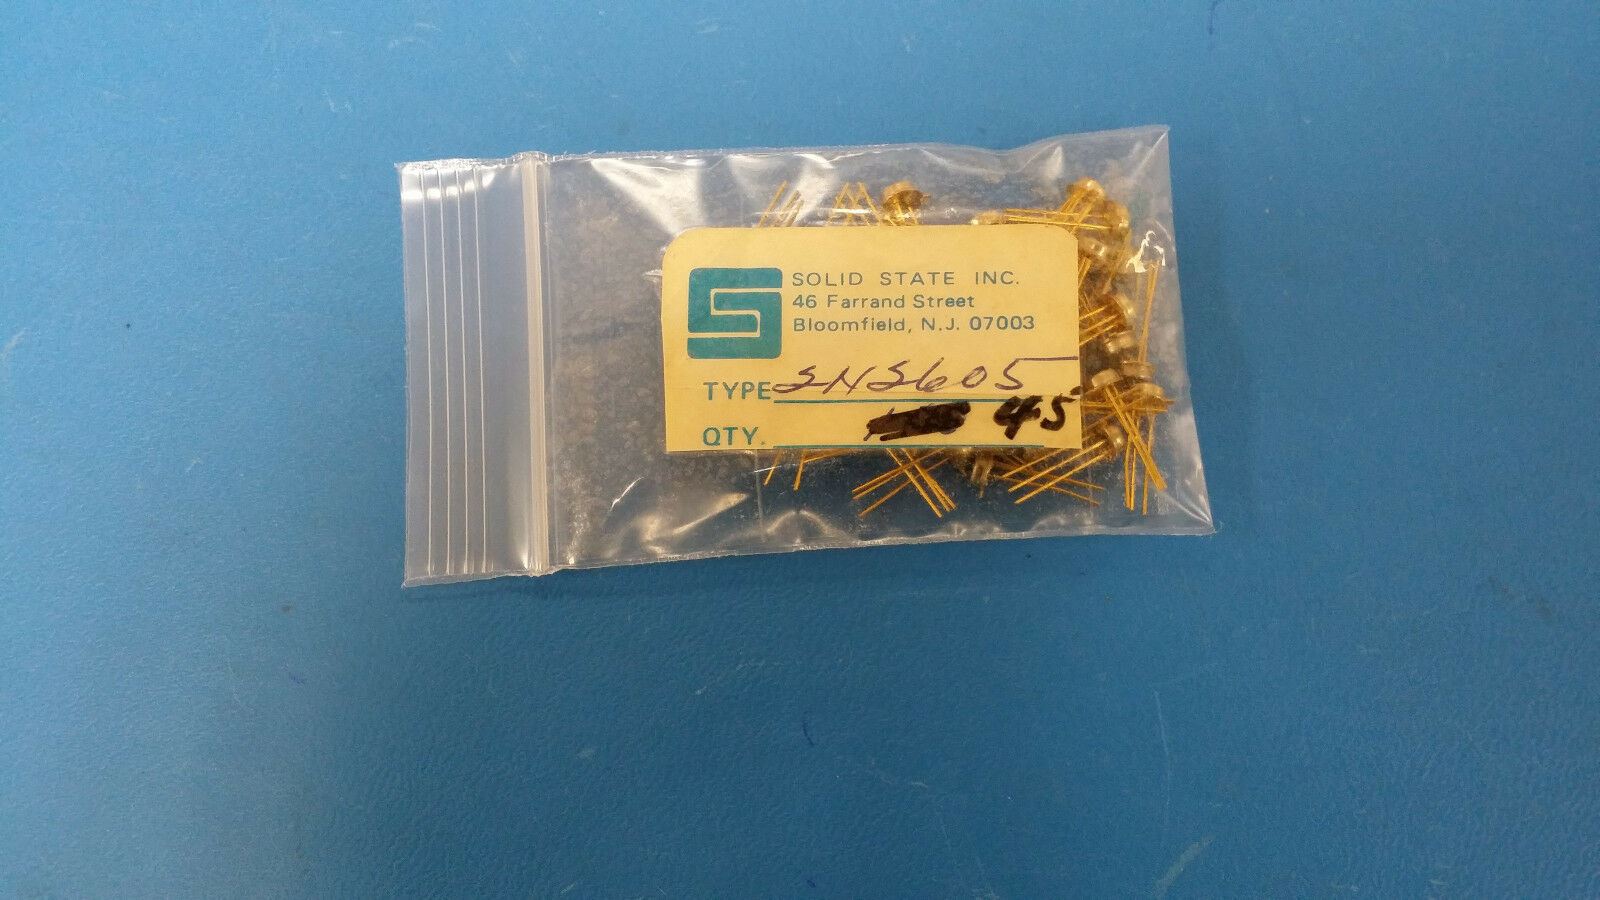 SOLID STATE INC.
46 Farrand Street
Bloomfield, N.J. 07003
TYPE 2N2605
QTY. 45